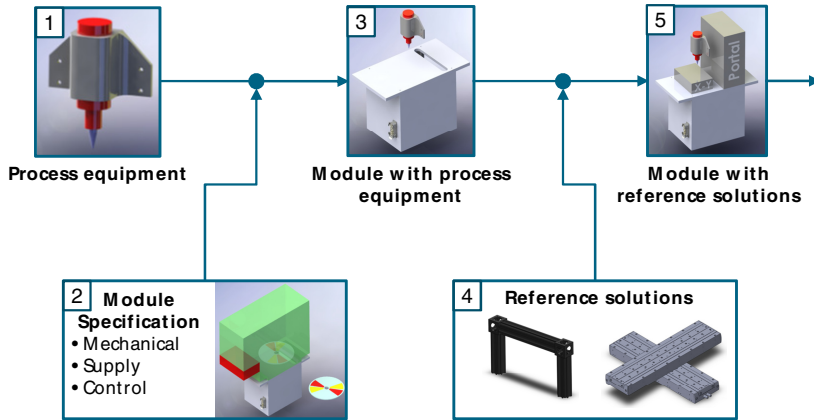 1
Process equipment
3
Module with process
equipment
5
Portal
X-Y
Module with
reference solutions
2
Module
Specification
• Mechanical
• Supply
• Control
4
Reference solutions